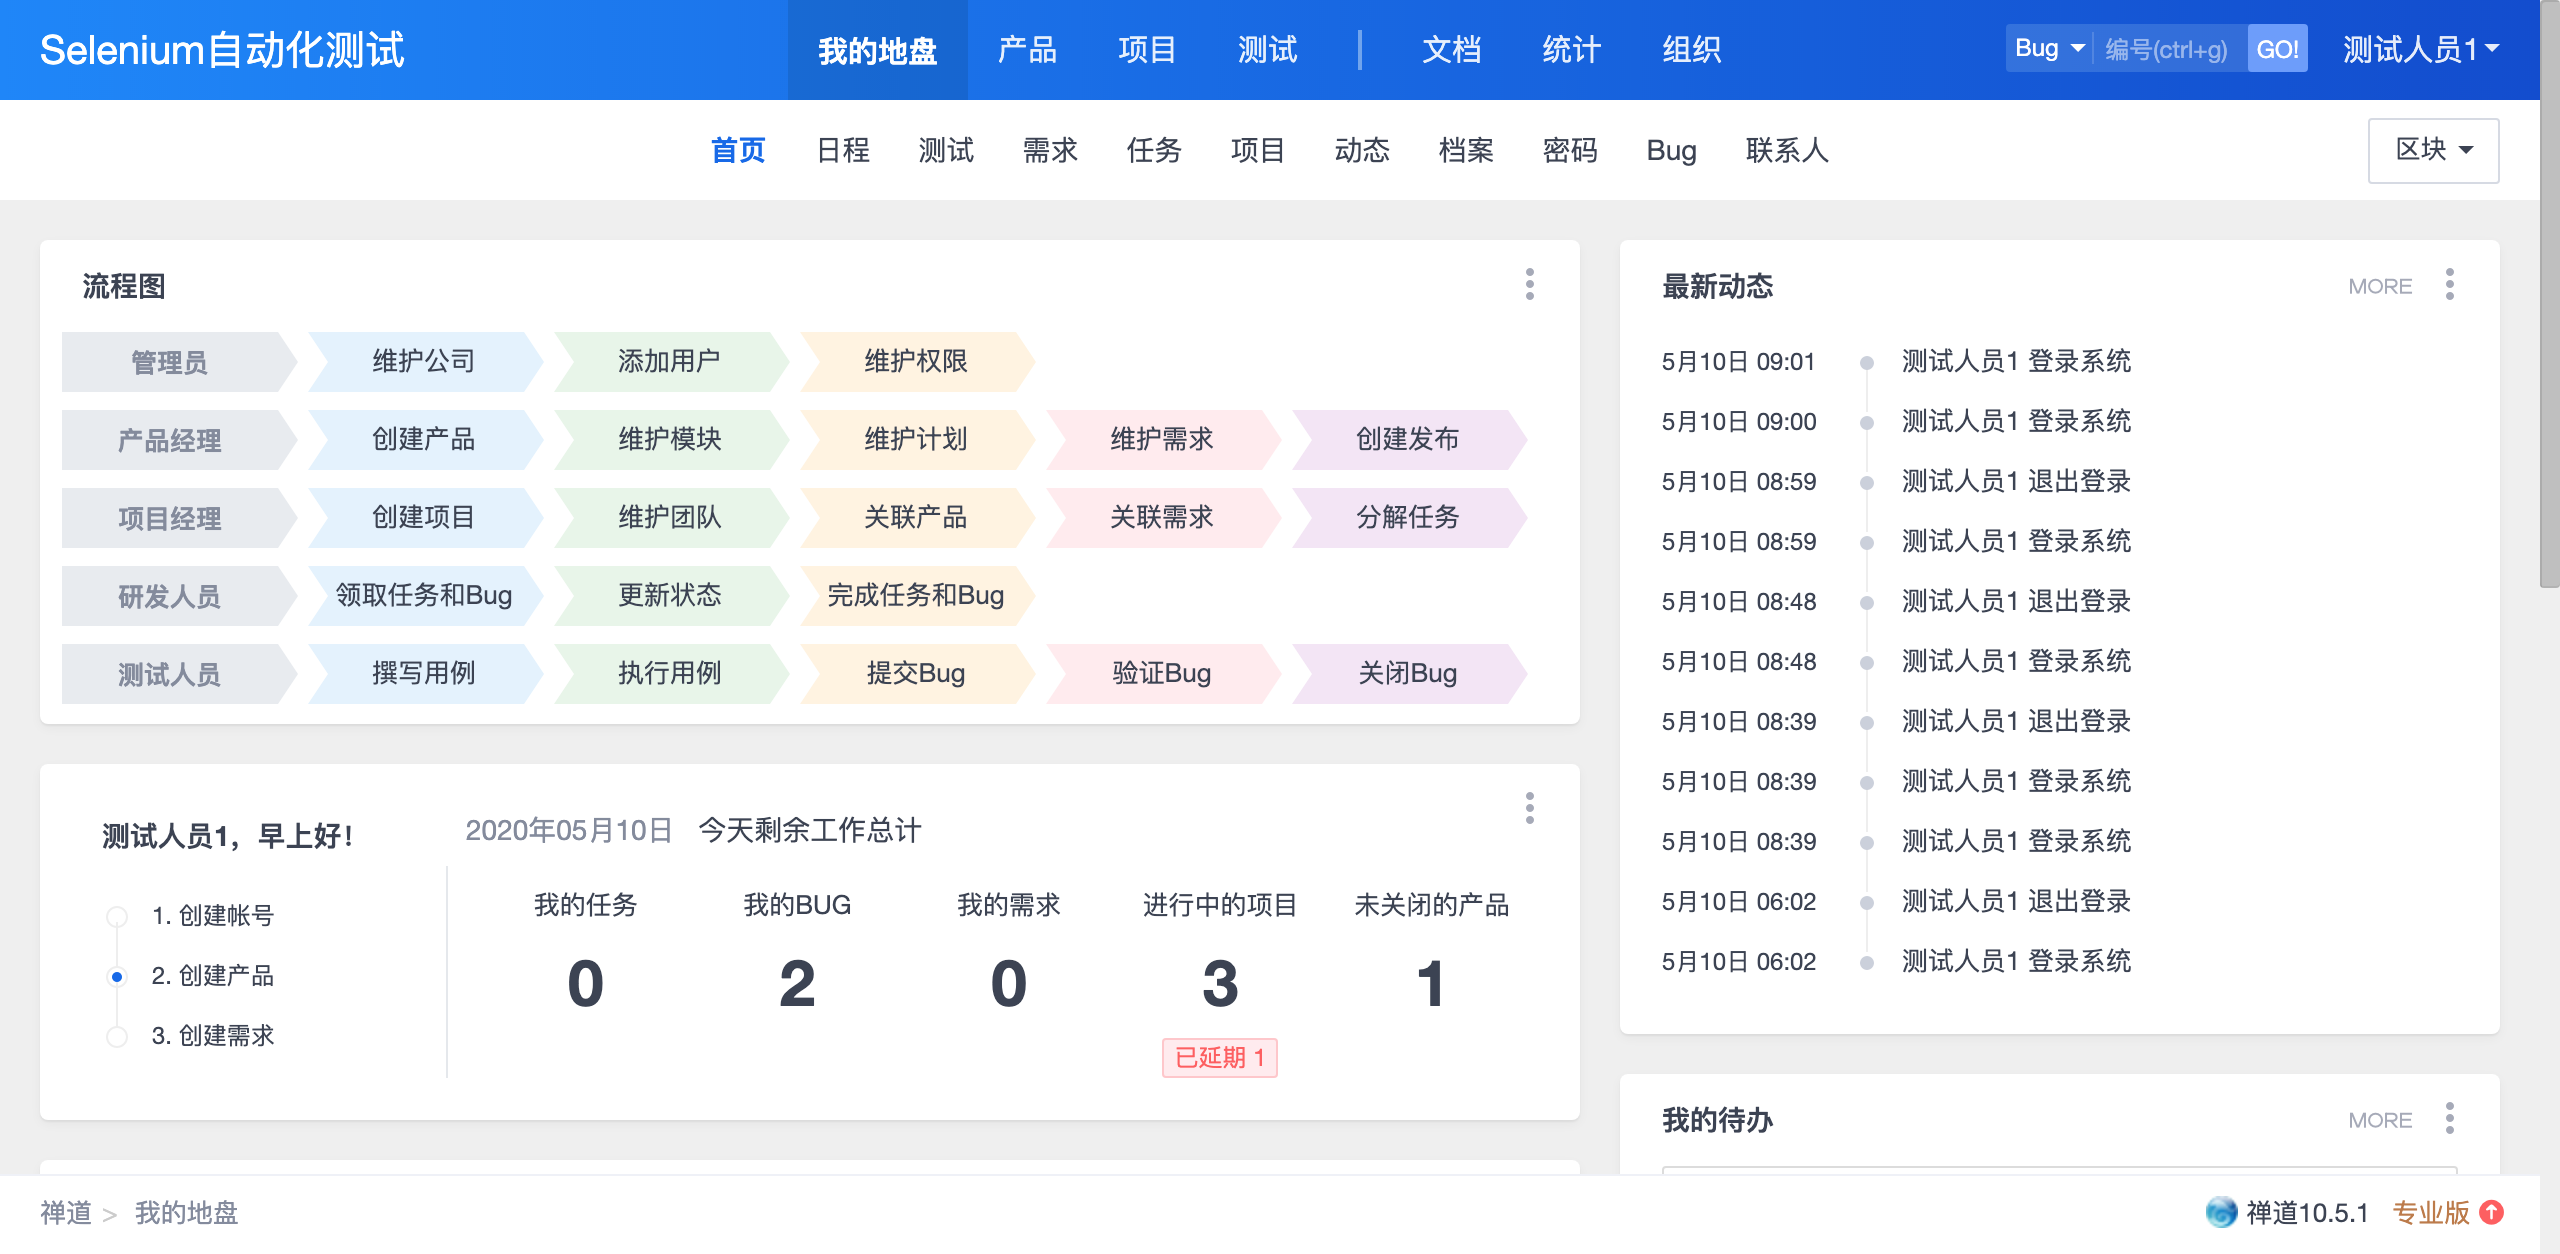 Selenium自动化测试 我的地盘 产品 项目 测试 | 文档 统计 组织 Bug 编号(ctrl+g) GO! 测试人员1
首页 日程 测试 需求 任务 项目 动态 档案 密码 Bug 联系人 区块
流程图
管理员 维护公司 添加用户 维护权限
产品经理 创建产品 维护模块 维护计划 维护需求 创建发布
项目经理 创建项目 维护团队 关联产品 关联需求 分解任务
研发人员 领取任务和Bug 更新状态 完成任务和Bug
测试人员 撰写用例 执行用例 提交Bug 验证Bug 关闭Bug
测试人员1，早上好！
1. 创建帐号
2. 创建产品
3. 创建需求
2020年05月10日 今天剩余工作总计
我的任务 我的BUG 我的需求 进行中的项目 未关闭的产品
0 2 0 3 1
已延期 1
最新动态 MORE
5月10日 09:01 测试人员1 登录系统
5月10日 09:00 测试人员1 登录系统
5月10日 08:59 测试人员1 退出登录
5月10日 08:59 测试人员1 登录系统
5月10日 08:48 测试人员1 退出登录
5月10日 08:48 测试人员1 登录系统
5月10日 08:39 测试人员1 退出登录
5月10日 08:39 测试人员1 登录系统
5月10日 08:39 测试人员1 登录系统
5月10日 06:02 测试人员1 退出登录
5月10日 06:02 测试人员1 登录系统
我的待办 MORE
禅道 > 我的地盘 禅道10.5.1 专业版